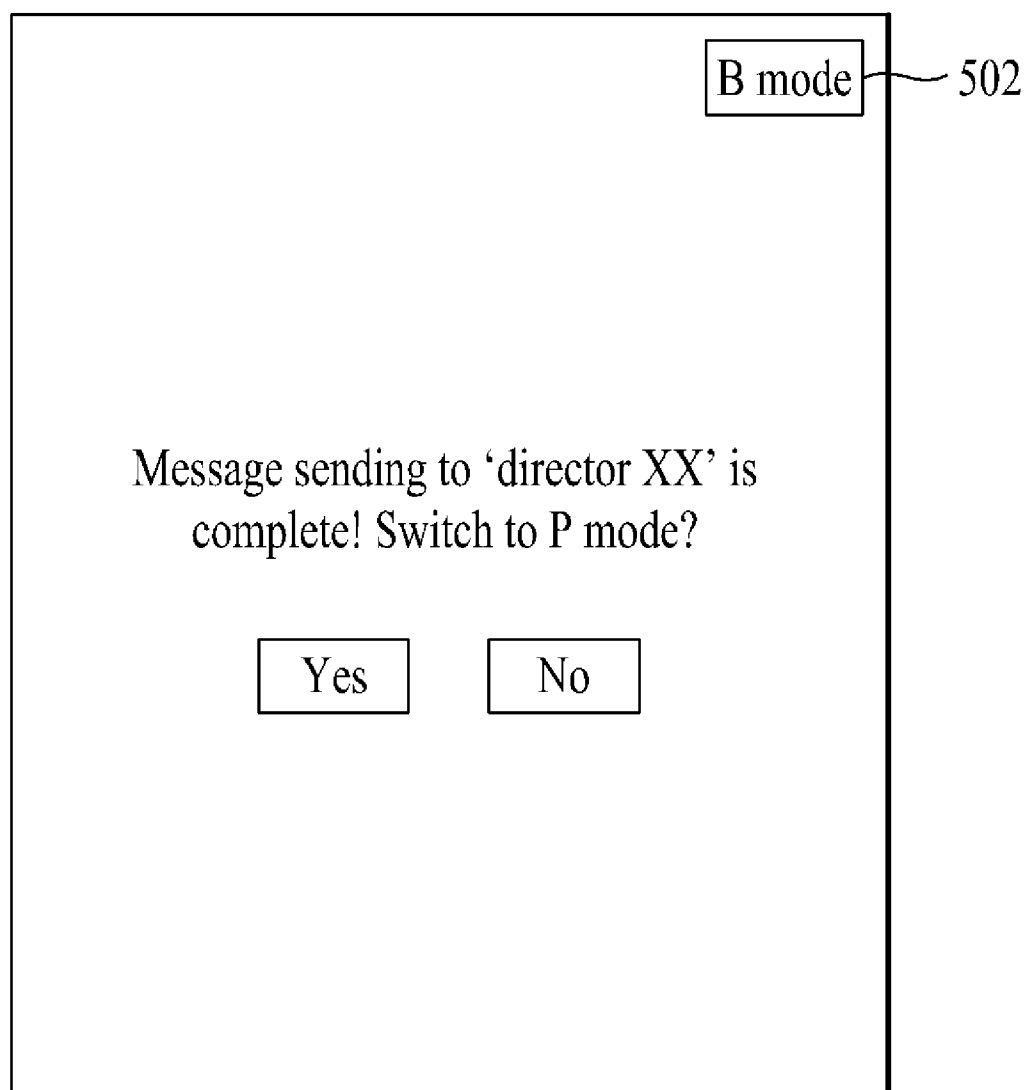 B mode 502
Message sending to ‘director XX’ is
complete! Switch to P mode?
Yes No